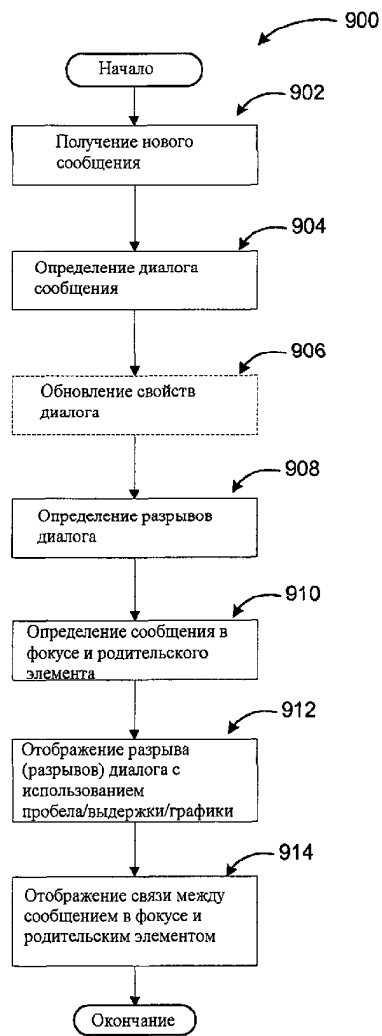 900
Начало
902
Получение нового
сообщения
904
Определение диалога
сообщения
906
Обновление свойств
диалога
908
Определение разрывов
диалога
910
Определение сообщения в
фокусе и родительского
элемента
912
Отображение разрыва
(разрывов) диалога с
использованием
пробела/выдержки/графики
914
Отображение связи между
сообщением в фокусе и
родительским элементом
Окончание